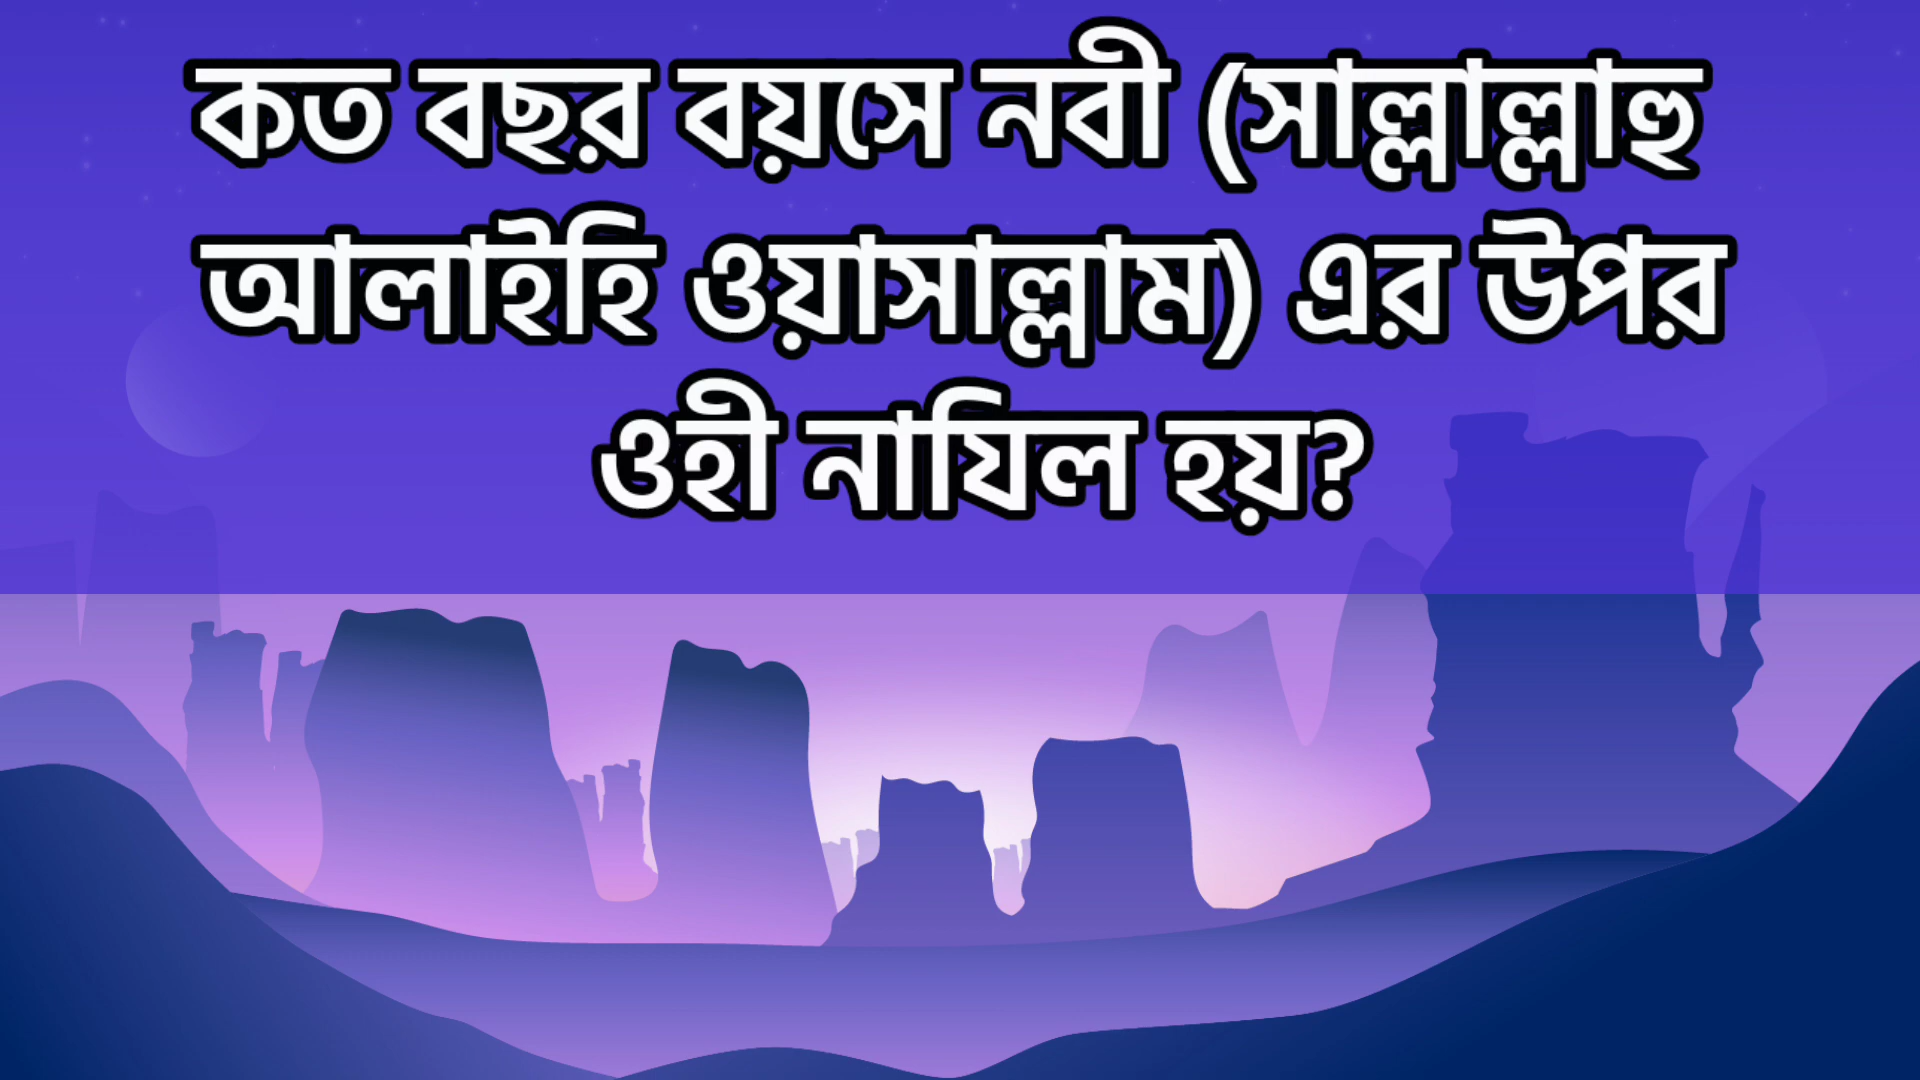 কত বছর বয়সে নবী (সাল্লাল্লাহু
আলাইহি ওয়াসাল্লাম) এর উপর
ওহী নাযিল হয়?